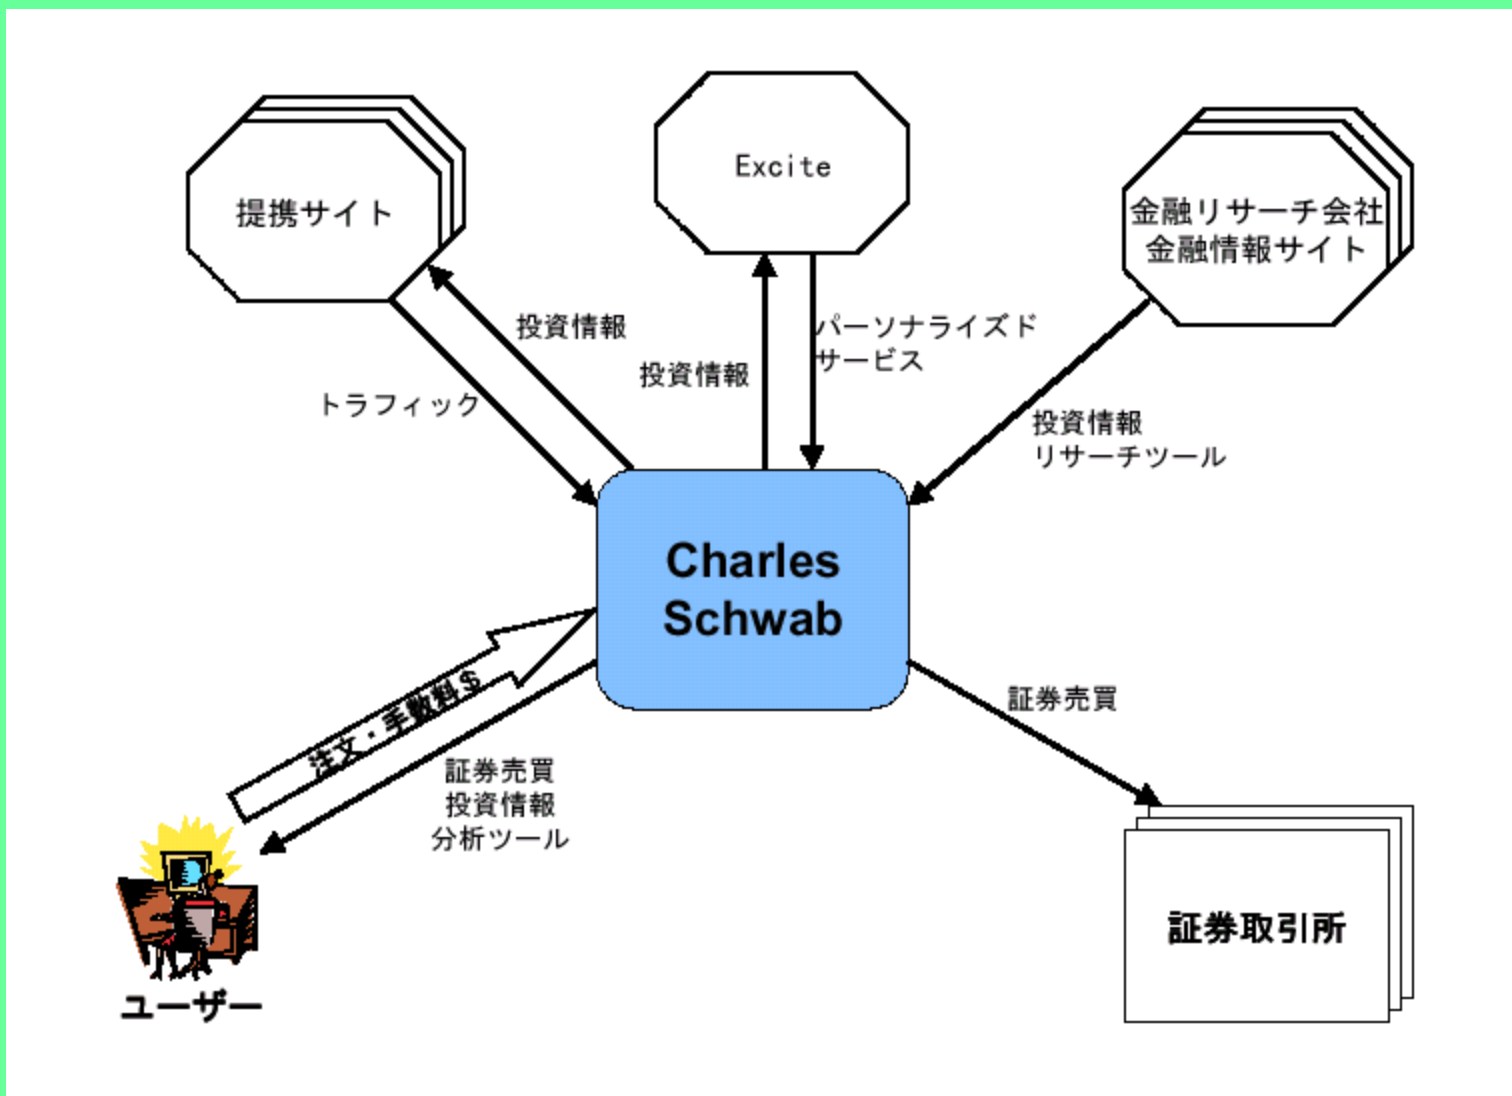 Excite
提携サイト
金融リサーチ会社
金融情報サイト
投資情報
パーソナライズド
サービス
投資情報
トラフィック
投資情報
リサーチツール
Charles
Schwab
注文・手数料$
証券売買
証券売買
投資情報
分析ツール
証券取引所
ユーザー